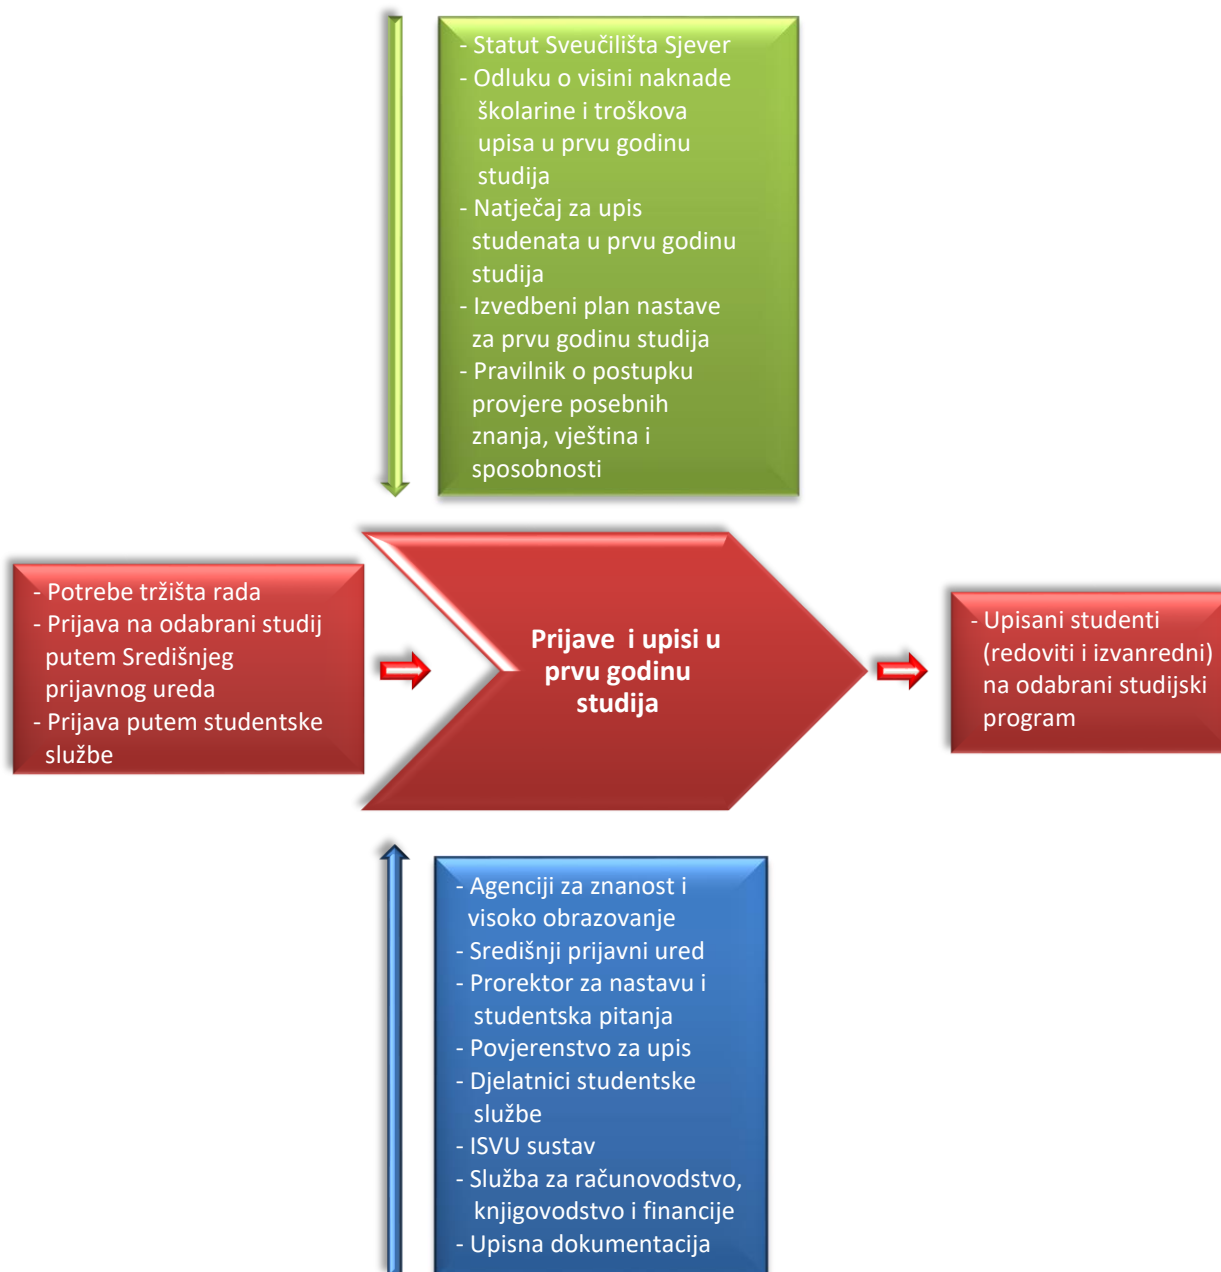 - Statut Sveučilišta Sjever
- Odluku o visini naknade
školarine i troškova
upisa u prvu godinu
studija
- Natječaj za upis
studenata u prvu godinu
studija
- Izvedbeni plan nastave
za prvu godinu studija
- Pravilnik o postupku
provjere posebnih
znanja, vještina i
sposobnosti
- Potrebe tržišta rada
- Prijava na odabrani studij
putem Središnjeg
prijavnog ureda
- Prijava putem studentske
službe
Prijave i upisi u
prvu godinu
studija
- Upisani studenti
(redoviti i izvanredni)
na odabrani studijski
program
- Agenciji za znanost i
visoko obrazovanje
- Središnji prijavni ured
- Prorektor za nastavu i
studentska pitanja
- Povjerenstvo za upis
- Djelatnici studentske
službe
- ISVU sustav
- Služba za računovodstvo,
knjigovodstvo i financije
- Upisna dokumentacija